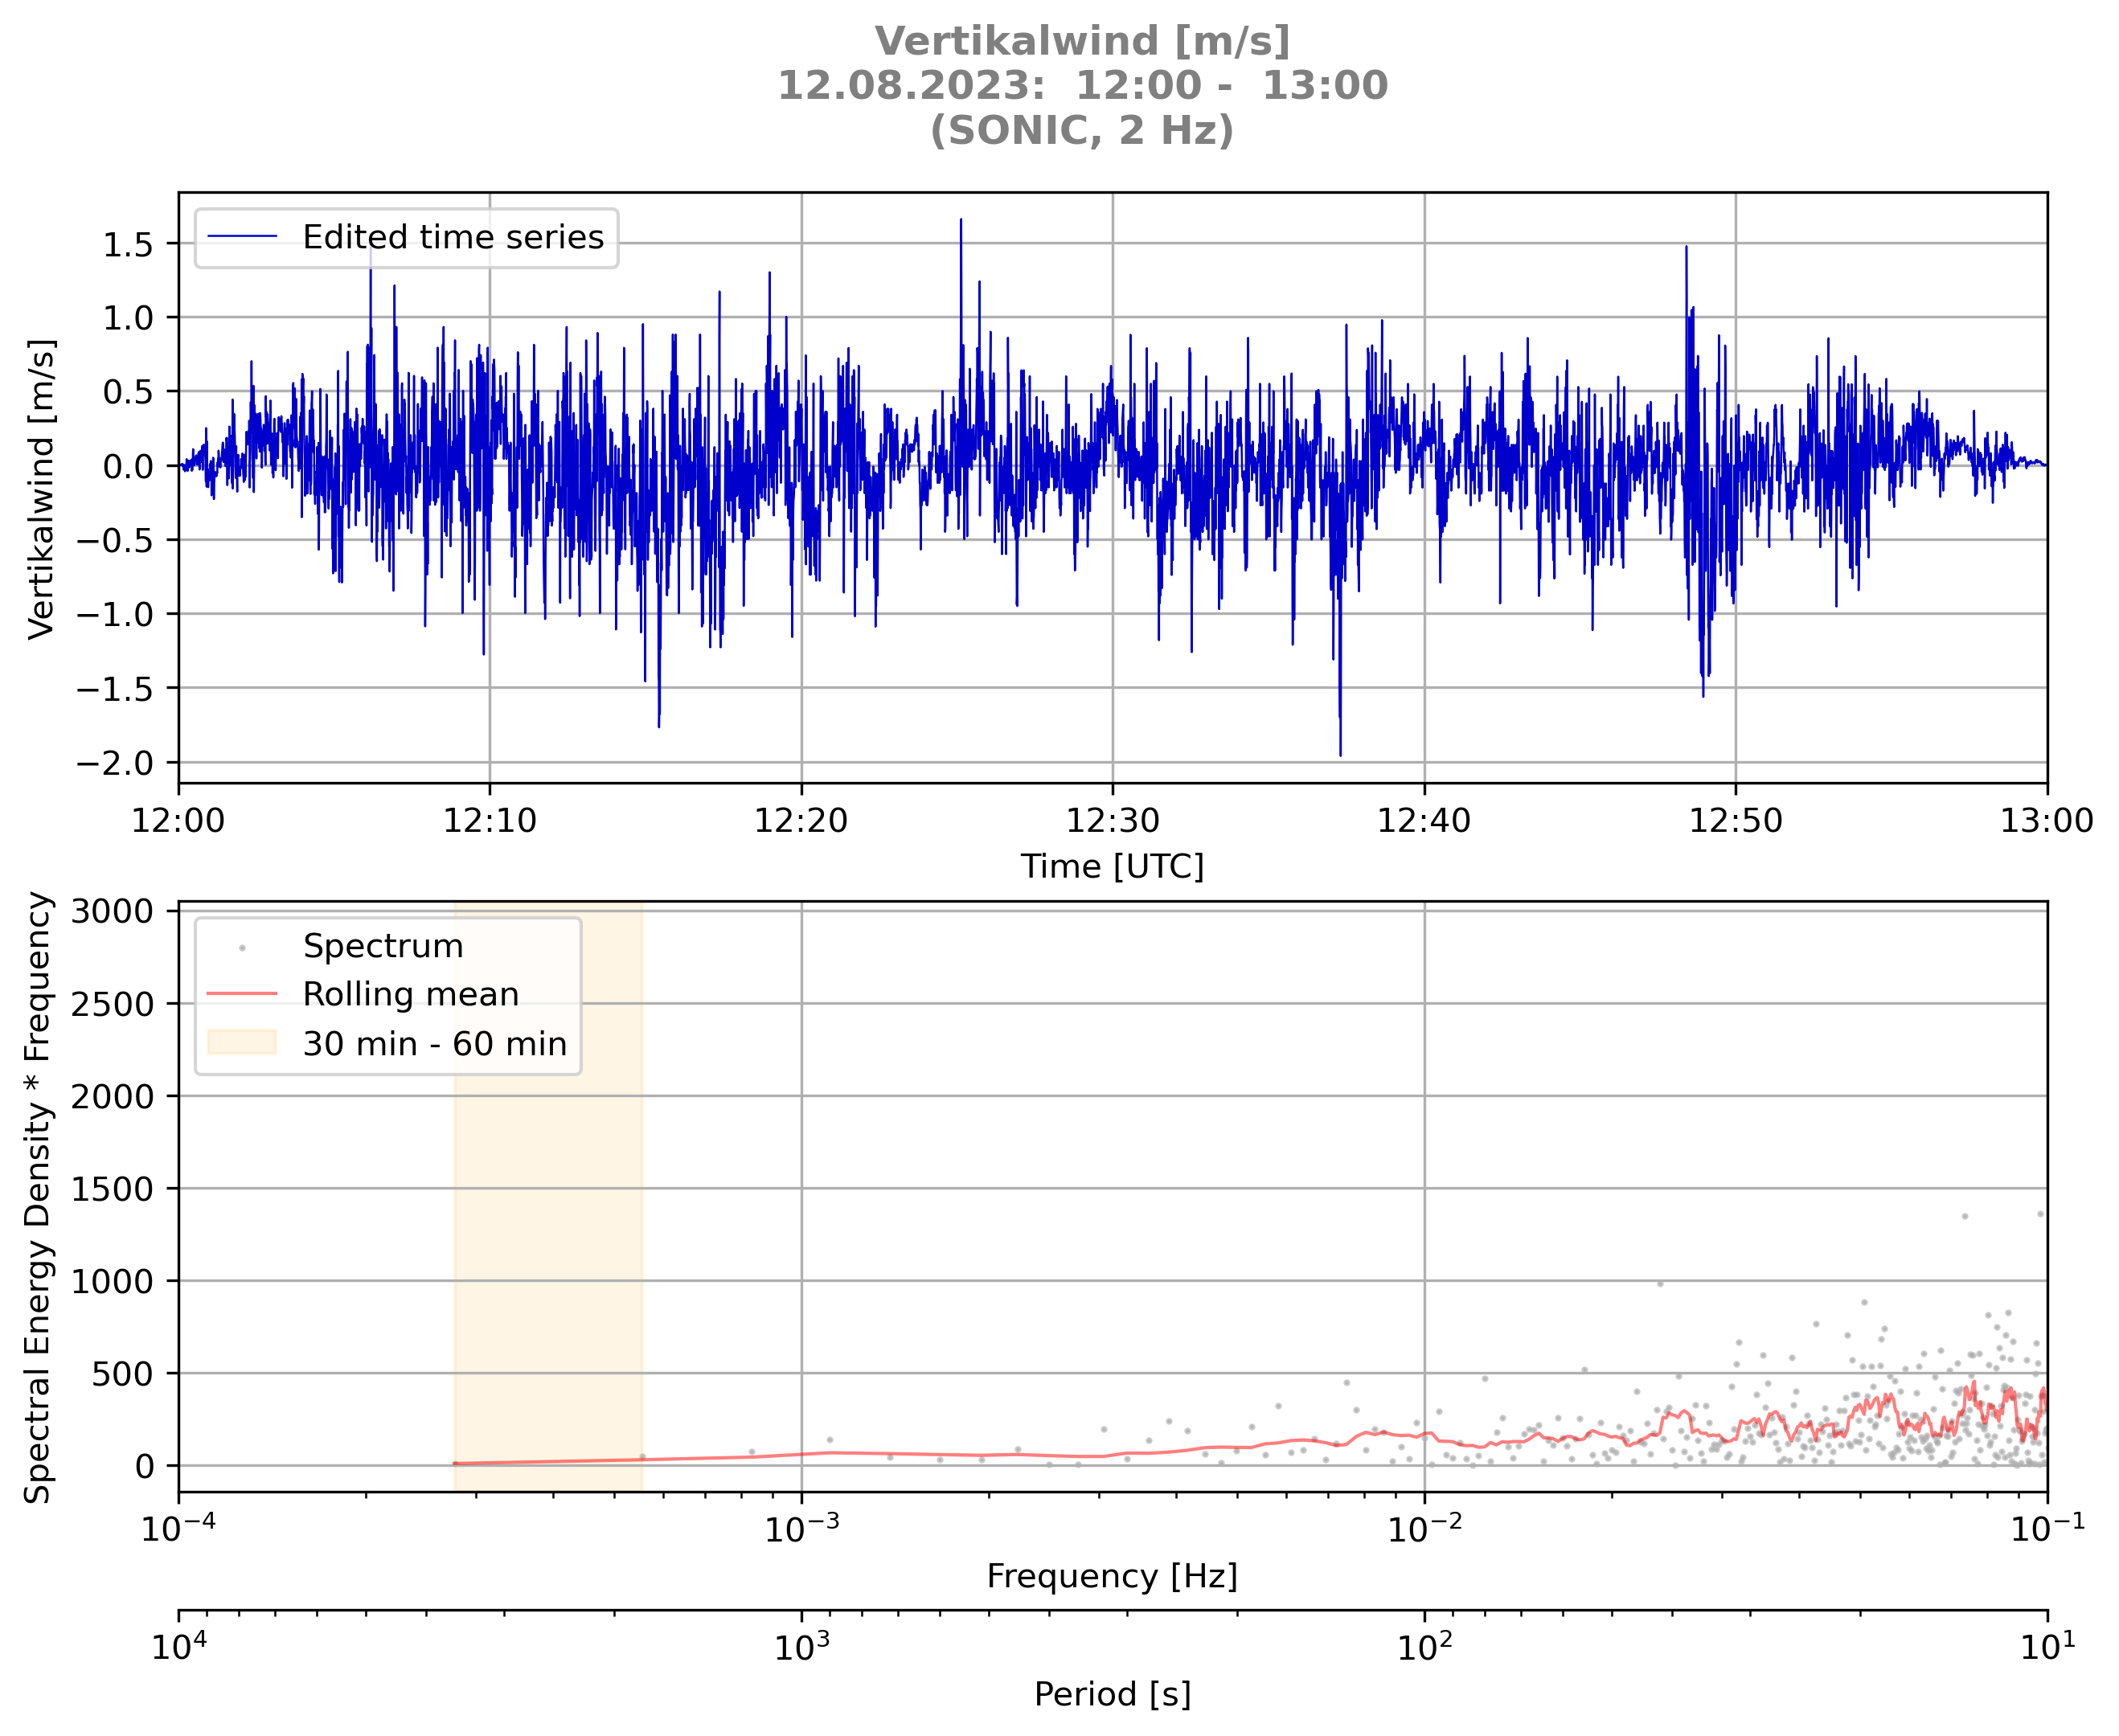 Vertikalwind [m/s]
12.08.2023:  12:00 -  13:00
(SONIC, 2 Hz)
Vertikalwind [m/s]
1.5
1.0
0.5
0.0
−0.5
−1.0
−1.5
−2.0
Edited time series
12:00 12:10 12:20 12:30 12:40 12:50 13:00
Time [UTC]
Spectral Energy Density * Frequency
3000
2500
2000
1500
1000
500
0
Spectrum
Rolling mean
30 min - 60 min
10⁻⁴ 10⁻³ 10⁻² 10⁻¹
Frequency [Hz]
10⁴ 10³ 10² 10¹
Period [s]